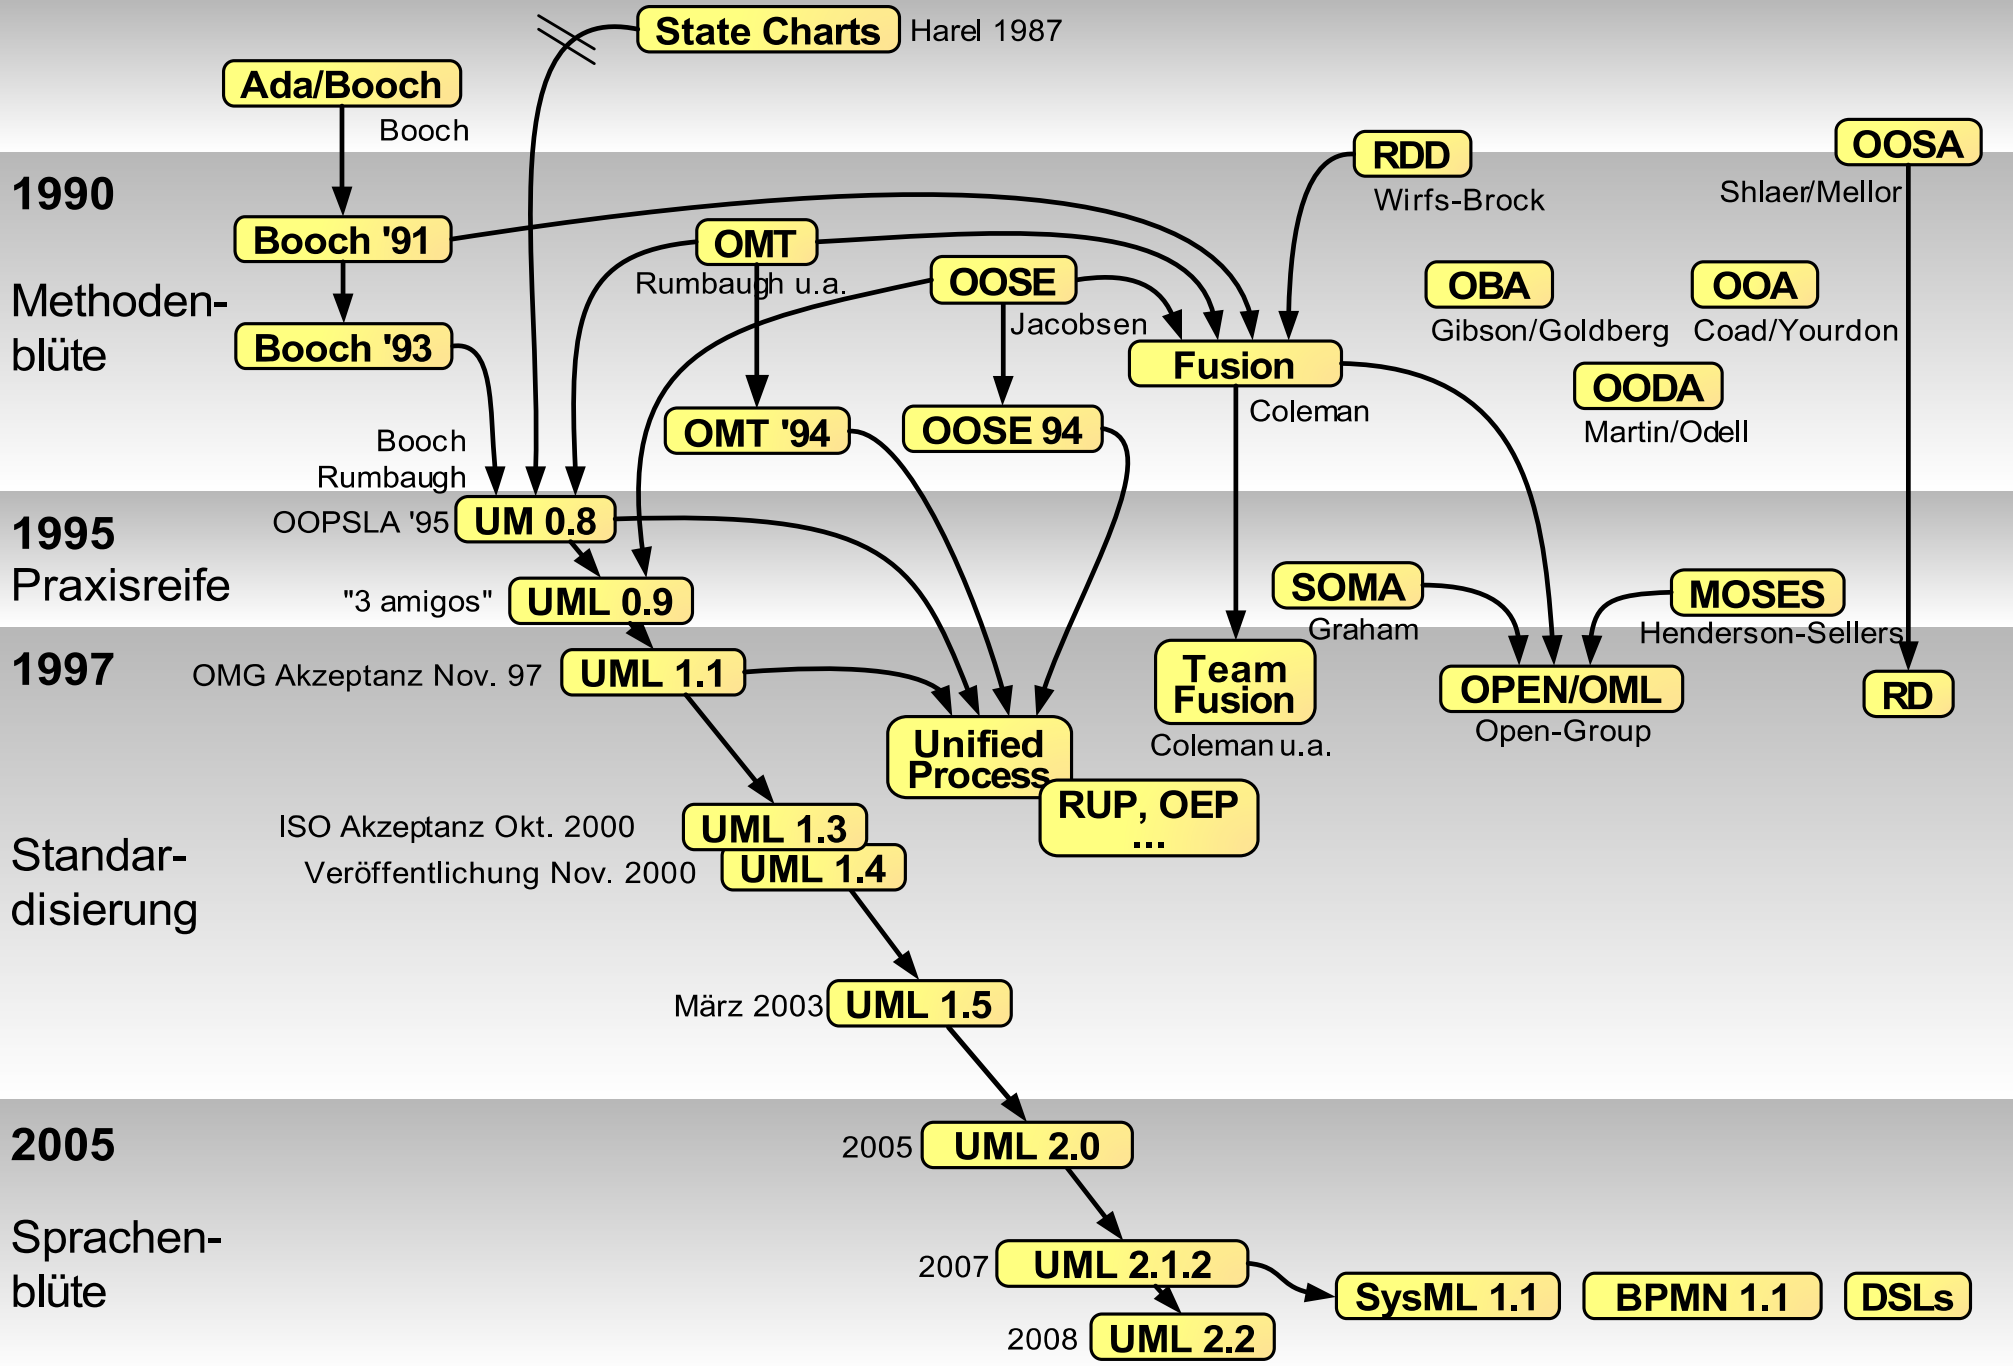 State Charts
Harel 1987
Ada/Booch
Booch
RDD
Wirfs-Brock
OOSA
Shlaer/Mellor
1990
Methoden-
blüte
Booch '91
OMT
Rumbaugh u.a.
OOSE
Jacobsen
OBA
Gibson/Goldberg
OOA
Coad/Yourdon
Booch '93
Fusion
Coleman
OODA
Martin/Odell
OMT '94
OOSE 94
Booch
Rumbaugh
OOPSLA '95
UM 0.8
1995
Praxisreife
"3 amigos"
UML 0.9
SOMA
Graham
MOSES
Henderson-Sellers
1997
Standar-
disierung
OMG Akzeptanz Nov. 97
UML 1.1
Team
Fusion
Coleman u.a.
OPEN/OML
Open-Group
RD
Unified
Process
RUP, OEP
...
ISO Akzeptanz Okt. 2000
UML 1.3
Veröffentlichung Nov. 2000
UML 1.4
März 2003
UML 1.5
2005
Sprachen-
blüte
2005
UML 2.0
2007
UML 2.1.2
SysML 1.1
BPMN 1.1
DSLs
2008
UML 2.2